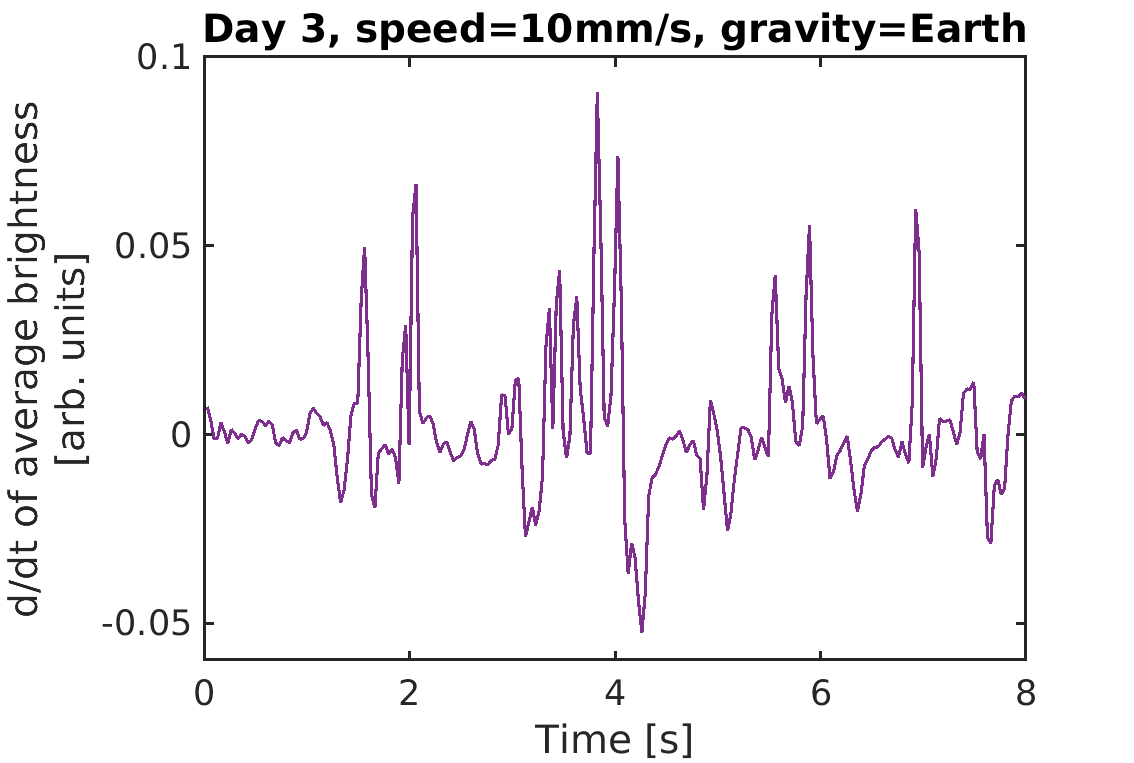 Day 3, speed=10mm/s, gravity=Earth
d/dt of average brightness
[arb. units]
0.1
0.05
0
-0.05
0
2
4
6
8
Time [s]